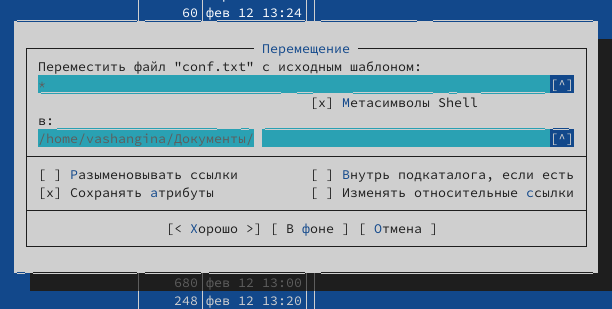 60 фев 12 13:24
Перемещение
Переместить файл "conf.txt" с исходным шаблоном:
* [^]
[x] Метасимволы Shell
в:
/home/vashangina/Документы/ [^]
[ ] Разыменовывать ссылки [ ] Внутрь подкаталога, если есть
[x] Сохранять атрибуты [ ] Изменять относительные ссылки
[< Хорошо >] [ В фоне ] [ Отмена ]
680 фев 12 13:00
248 фев 12 13:20